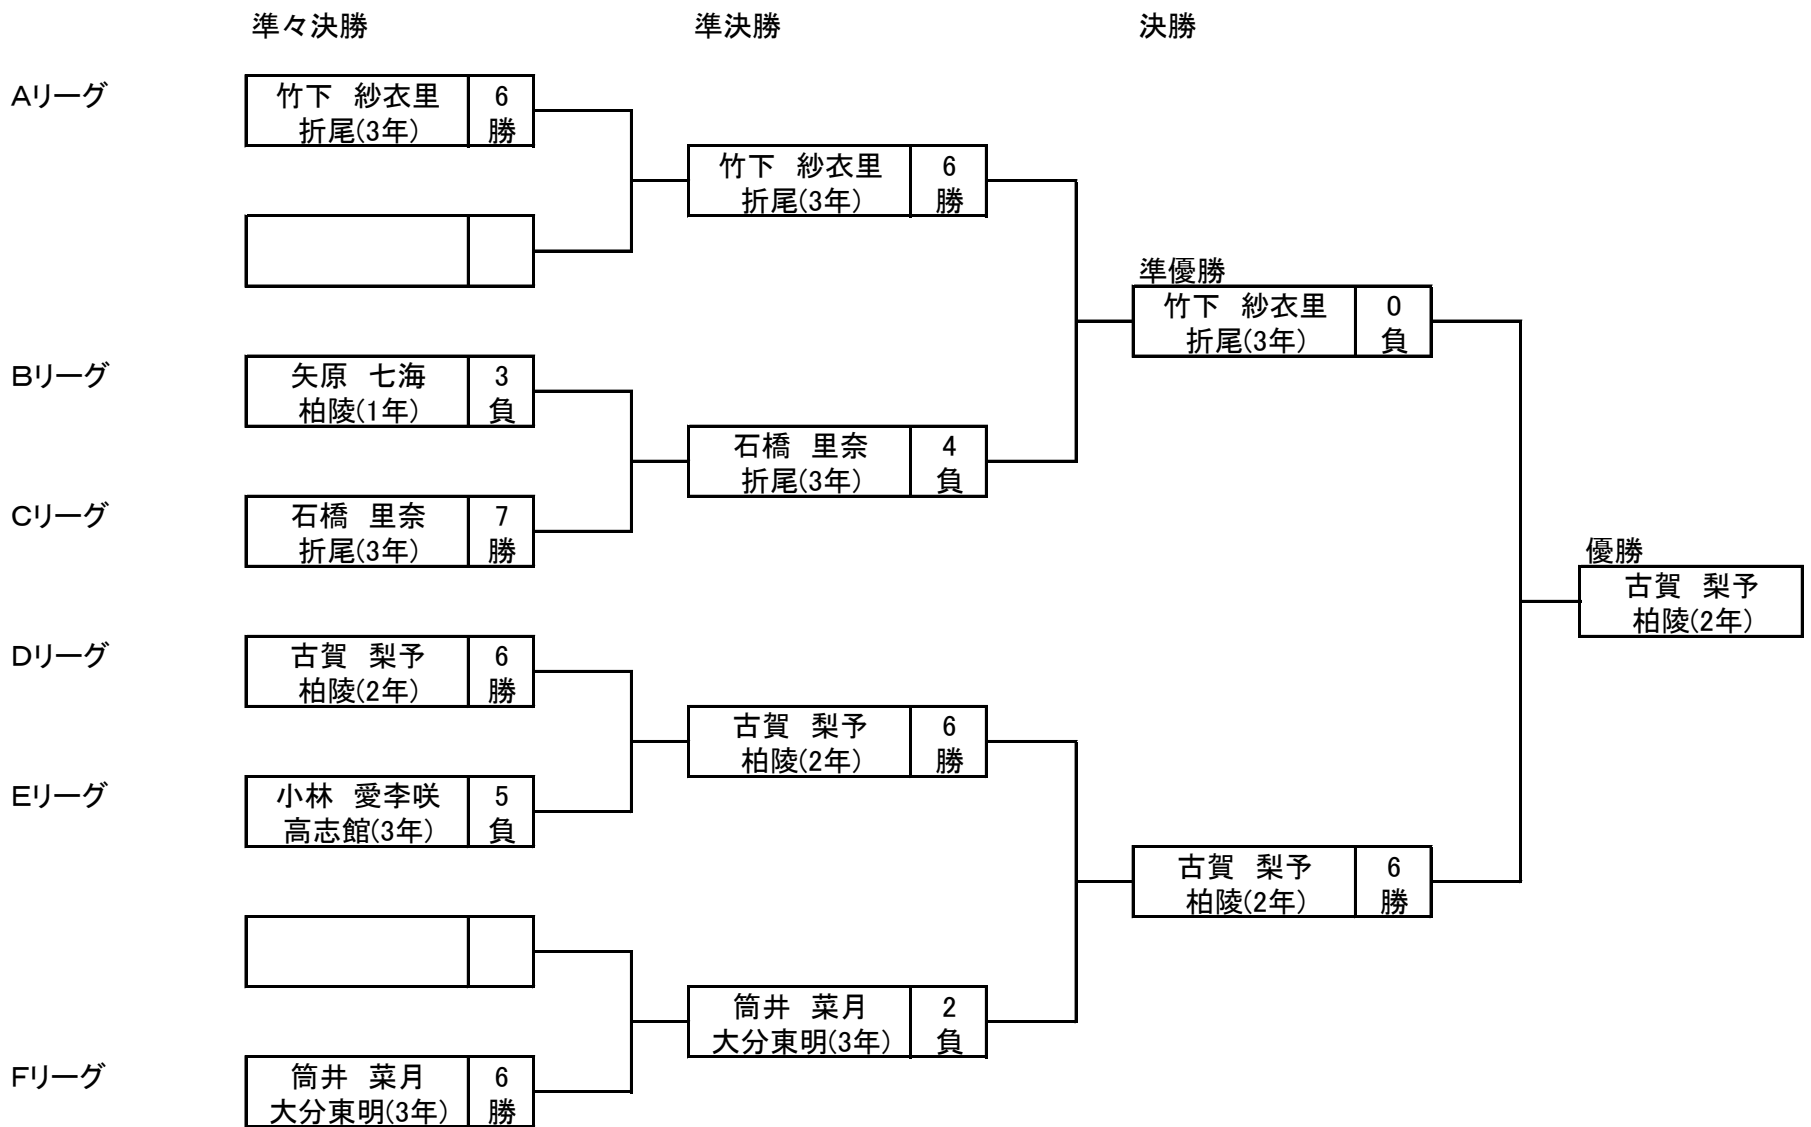 準々決勝 準決勝 決勝
Aリーグ
竹下 紗衣里 6
折尾(3年) 勝
竹下 紗衣里 6
折尾(3年) 勝
準優勝
竹下 紗衣里 0
折尾(3年) 負
Bリーグ
矢原 七海 3
柏陵(1年) 負
石橋 里奈 4
折尾(3年) 負
Cリーグ
石橋 里奈 7
折尾(3年) 勝
優勝
古賀 梨予
柏陵(2年)
Dリーグ
古賀 梨予 6
柏陵(2年) 勝
古賀 梨予 6
柏陵(2年) 勝
Eリーグ
小林 愛李咲 5
高志館(3年) 負
古賀 梨予 6
柏陵(2年) 勝
筒井 菜月 2
大分東明(3年) 負
Fリーグ
筒井 菜月 6
大分東明(3年) 勝